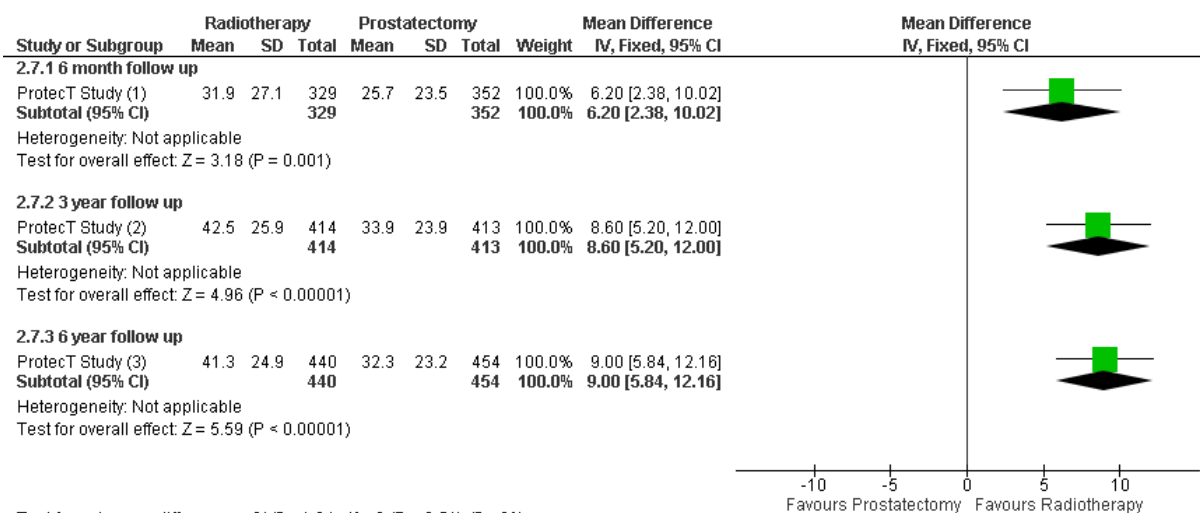 Radiotherapy Prostatectomy Mean Difference Mean Difference
Study or Subgroup Mean SD Total Mean SD Total Weight IV, Fixed, 95% CI IV, Fixed, 95% CI
2.7.1 6 month follow up
ProtecT Study (1) 31.9 27.1 329 25.7 23.5 352 100.0% 6.20 [2.38, 10.02]
Subtotal (95% CI) 329 352 100.0% 6.20 [2.38, 10.02]
Heterogeneity: Not applicable
Test for overall effect: Z = 3.18 (P = 0.001)
2.7.2 3 year follow up
ProtecT Study (2) 42.5 25.9 414 33.9 23.9 413 100.0% 8.60 [5.20, 12.00]
Subtotal (95% CI) 414 413 100.0% 8.60 [5.20, 12.00]
Heterogeneity: Not applicable
Test for overall effect: Z = 4.96 (P < 0.00001)
2.7.3 6 year follow up
ProtecT Study (3) 41.3 24.9 440 32.3 23.2 454 100.0% 9.00 [5.84, 12.16]
Subtotal (95% CI) 440 454 100.0% 9.00 [5.84, 12.16]
Heterogeneity: Not applicable
Test for overall effect: Z = 5.59 (P < 0.00001)
-10 -5 0 5 10
Favours Prostatectomy Favours Radiotherapy